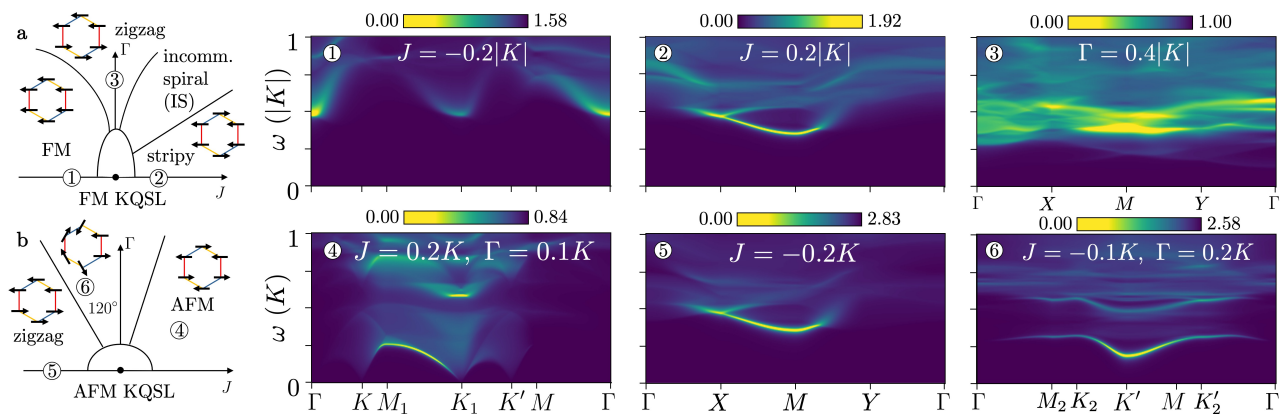 a
zigzag
Γ
③
incomm.
spiral
(IS)
FM
stripy
①
②
J
FM KQSL
b
Γ
⑥
120°
AFM
④
zigzag
⑤
J
AFM KQSL
0.00 1.58
① J = −0.2|K|
1
ω (|K|)
0
0.00 1.92
② J = 0.2|K|
0.00 1.00
③ Γ = 0.4|K|
Γ X M Y Γ
0.00 0.84
④ J = 0.2K, Γ = 0.1K
1
ω (K)
0
Γ K M₁ K₁ K′ M Γ
0.00 2.83
⑤ J = −0.2K
Γ X M Y Γ
0.00 2.58
⑥ J = −0.1K, Γ = 0.2K
Γ M₂ K₂ K′ M K₂′ Γ